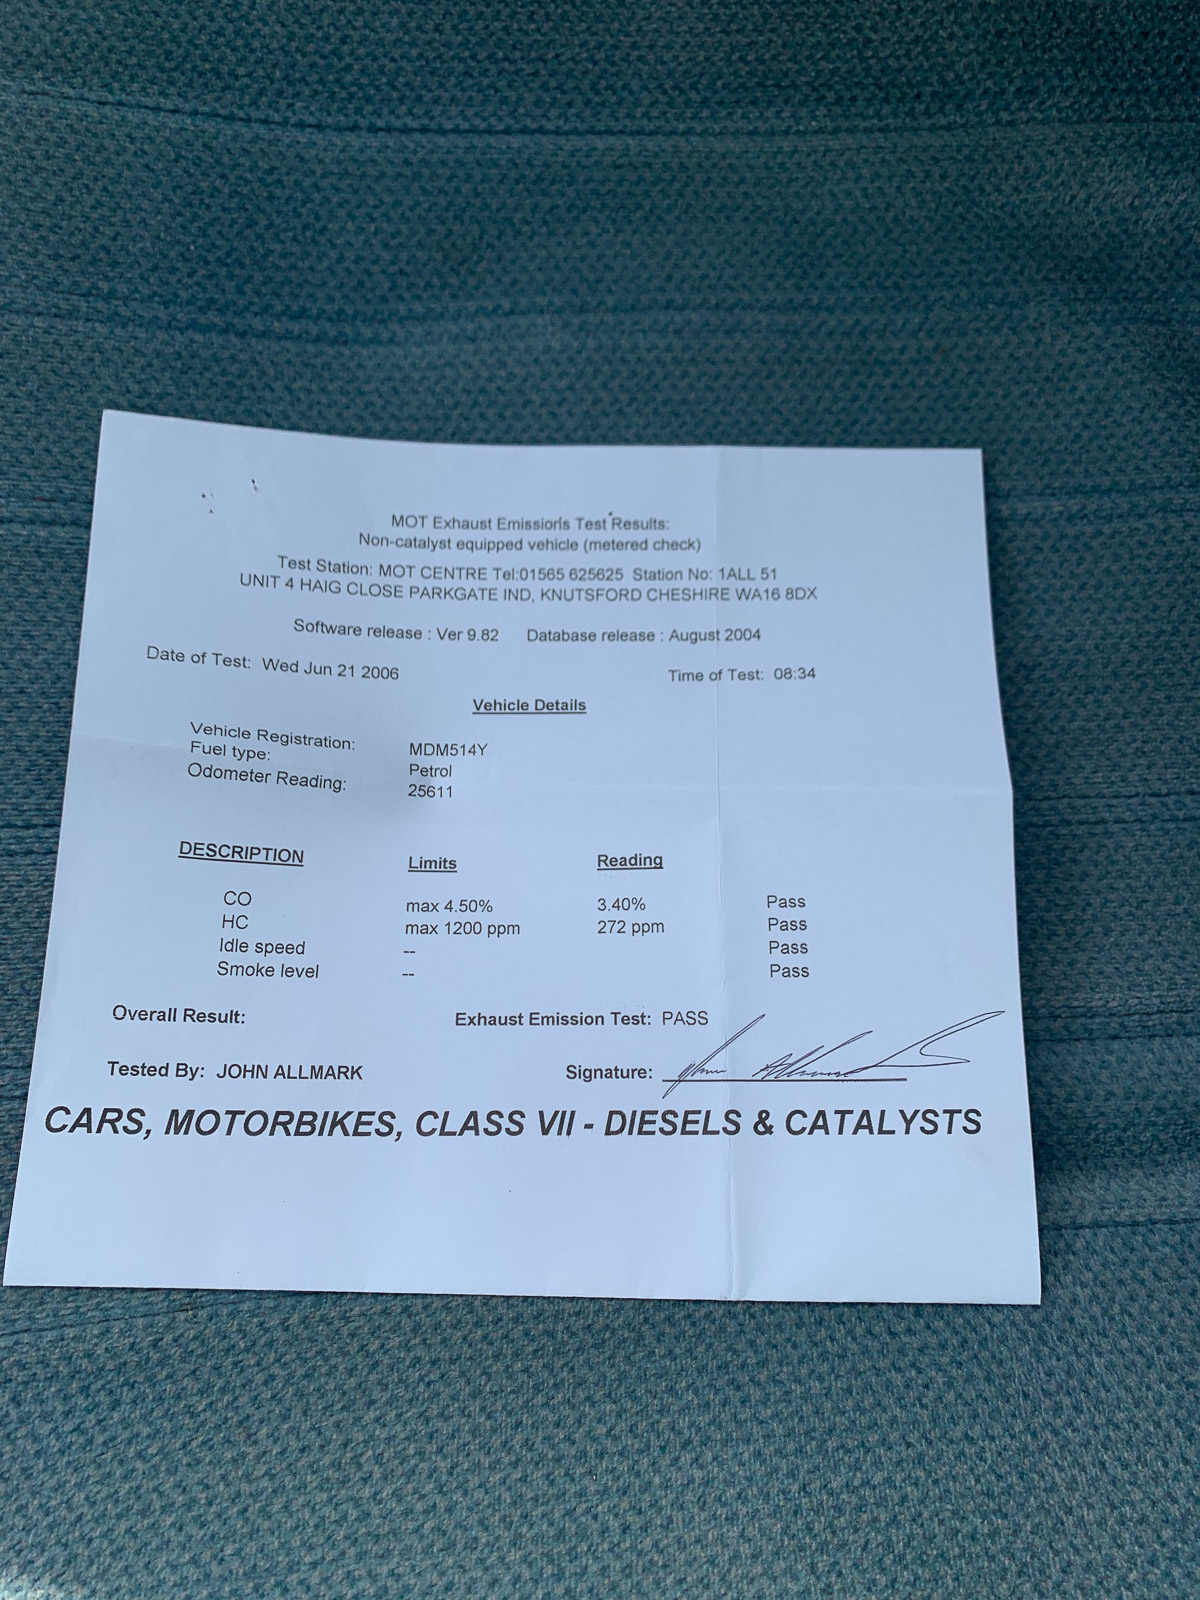 MOT Exhaust Emissions Test Results:
Non-catalyst equipped vehicle (metered check)
Test Station: MOT CENTRE Tel:01565 625625 Station No: 1ALL 51
UNIT 4 HAIG CLOSE PARKGATE IND, KNUTSFORD CHESHIRE WA16 8DX
Software release : Ver 9.82 Database release : August 2004
Date of Test: Wed Jun 21 2006 Time of Test: 08:34
Vehicle Details
Vehicle Registration: MDM514Y
Fuel type: Petrol
Odometer Reading: 25611
DESCRIPTION Limits Reading
CO max 4.50% 3.40% Pass
HC max 1200 ppm 272 ppm Pass
Idle speed -- Pass
Smoke level -- Pass
Overall Result: Exhaust Emission Test: PASS
Tested By: JOHN ALLMARK Signature:
CARS, MOTORBIKES, CLASS VII - DIESELS & CATALYSTS